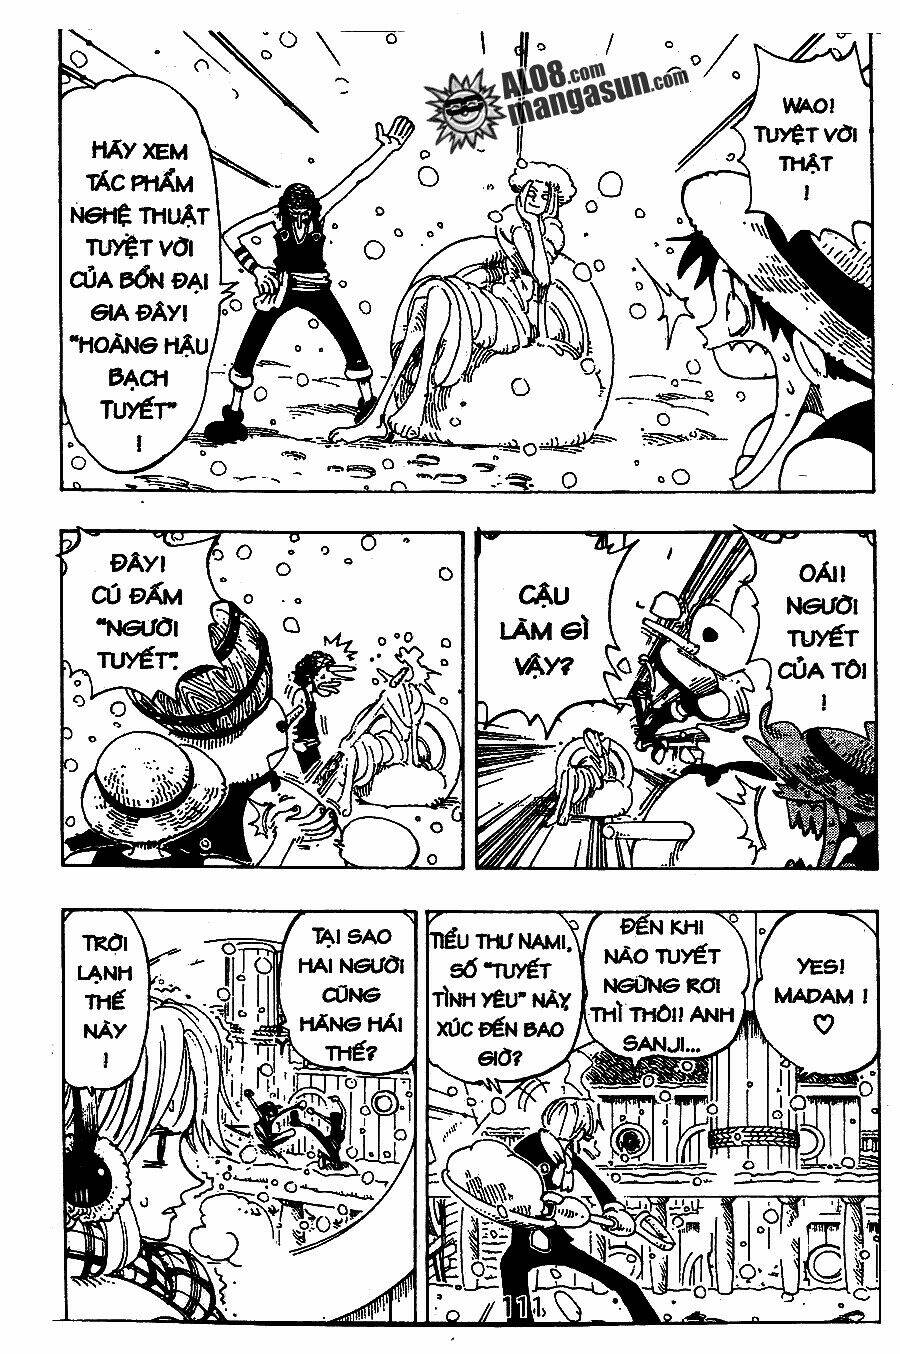 AL08.com
mangasun.com
WAO!
TUYỆT VỜI
THẬT
!
HÃY XEM
TÁC PHẨM
NGHỆ THUẬT
TUYỆT VỜI
CỦA BỔN ĐẠI
GIA ĐÂY!
"HOÀNG HẬU
BẠCH
TUYẾT"
!
OÁI!
NGƯỜI
TUYẾT
CỦA TÔI
!
CẬU
LÀM GÌ
VẬY?
ĐÂY!
CÚ ĐẤM
"NGƯỜI
TUYẾT".
YES!
MADAM !
♡
ĐẾN KHI
NÀO TUYẾT
NGỪNG RƠI
THÌ THÔI! ANH
SANJI...
TIỂU THƯ NAMI,
SỐ "TUYẾT
TÌNH YÊU" NÀY,
XÚC ĐẾN BAO
GIỜ?
TẠI SAO
HAI NGƯỜI
CŨNG
HĂNG HÁI
THẾ?
TRỜI
LẠNH
THẾ
NÀY
!
111